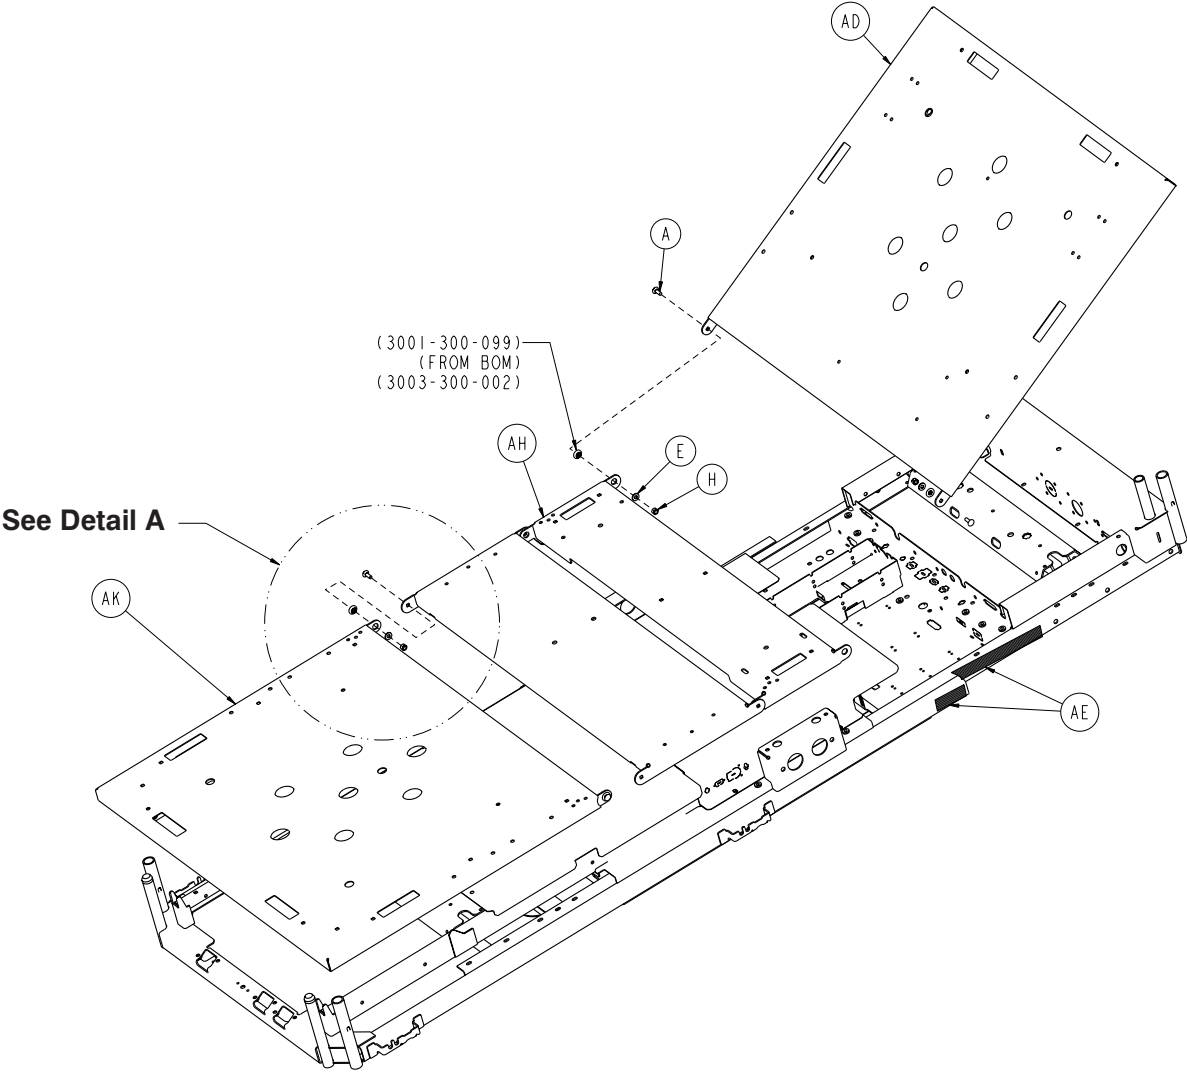 AD
A
(3001-300-099)
(FROM BOM)
(3003-300-002)
AH
E
H
See Detail A
AK
AE